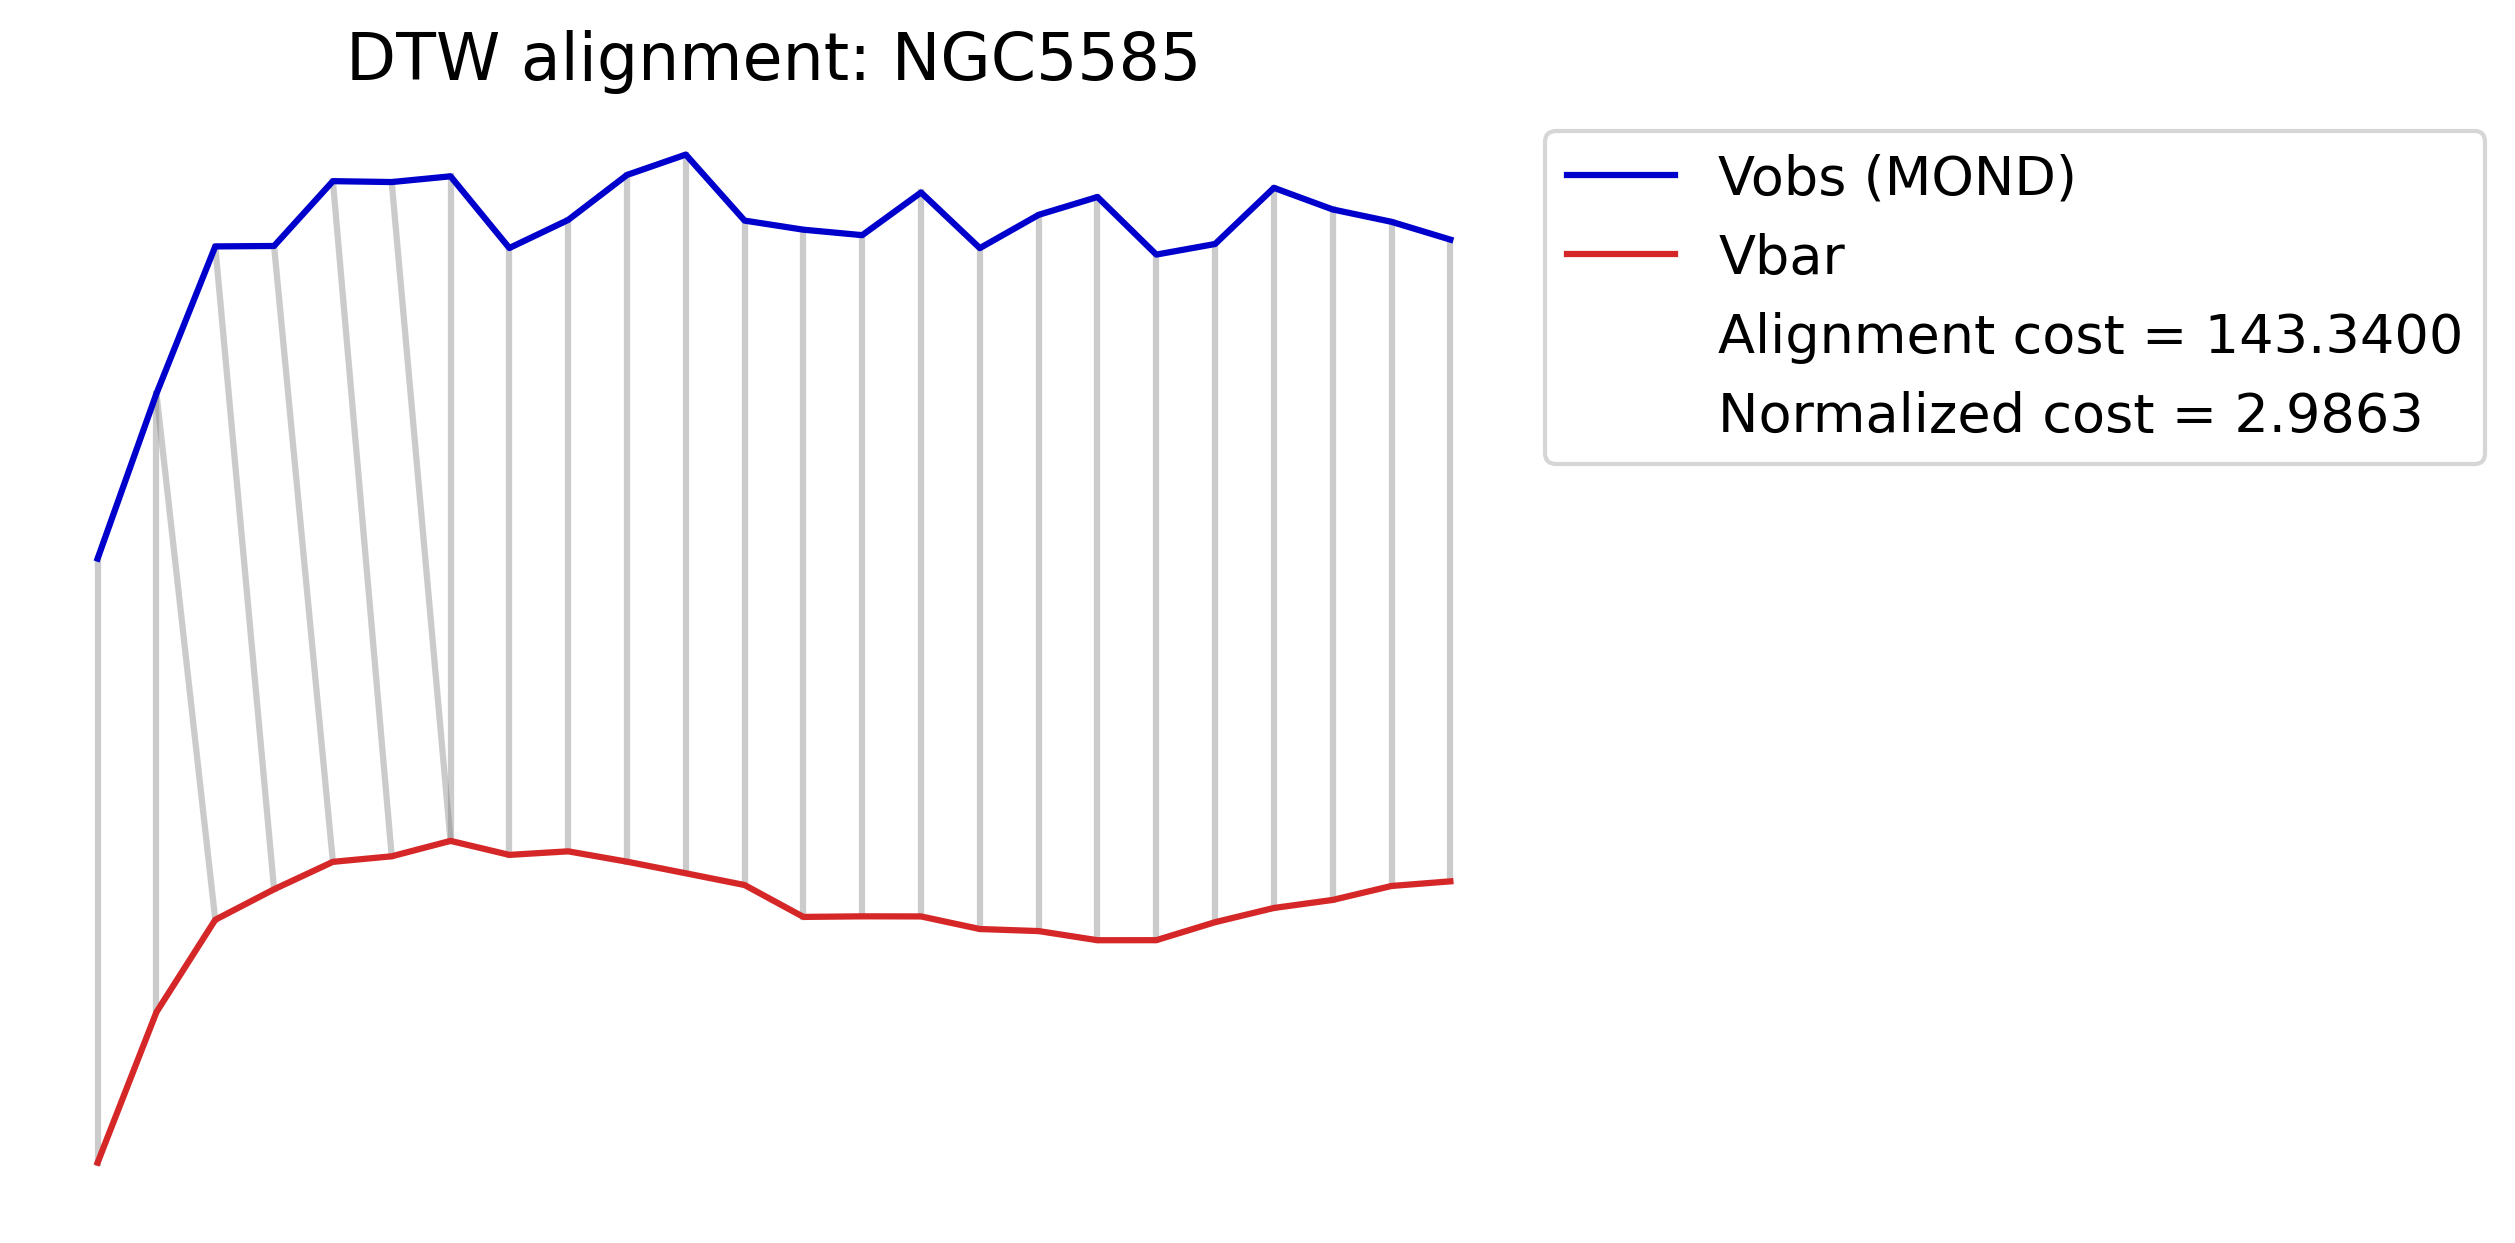 DTW alignment: NGC5585
Vobs (MOND)
Vbar
Alignment cost = 143.3400
Normalized cost = 2.9863